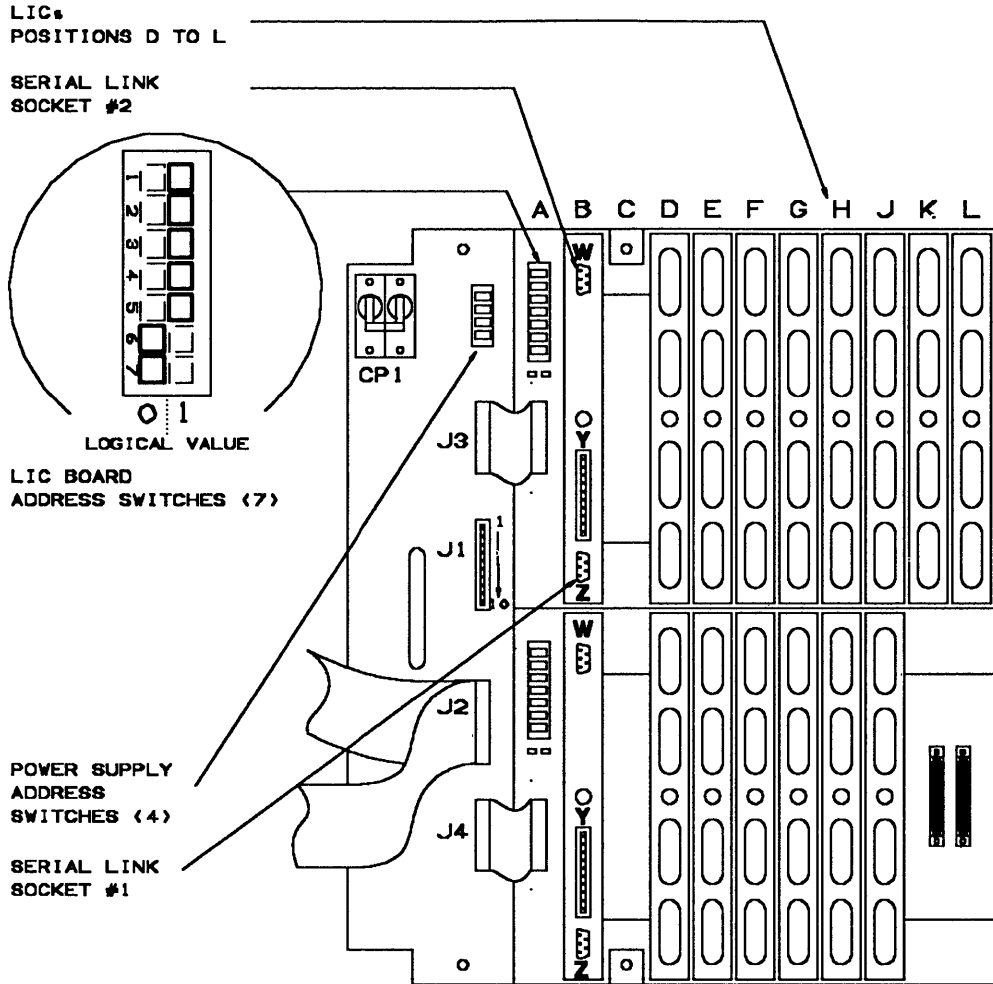 LICs
POSITIONS D TO L
SERIAL LINK
SOCKET #2
1
2
3
4
5
6
7
0 1
LOGICAL VALUE
LIC BOARD
ADDRESS SWITCHES (7)
A B C D E F G H J K L
W
CP1
J3
Y
J1
1
10
Z
W
J2
POWER SUPPLY
ADDRESS
SWITCHES (4)
Y
J4
SERIAL LINK
SOCKET #1
Z